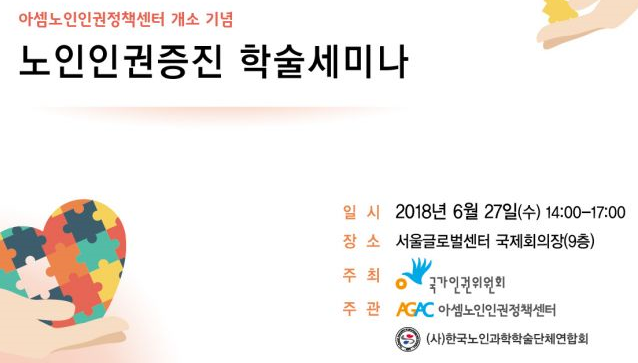 아셈노인인권정책센터 개소 기념
노인인권증진 학술세미나
일 시 2018년 6월 27일(수) 14:00-17:00
장 소 서울글로벌센터 국제회의장(9층)
주 최 국가인권위원회
주 관 AGAC 아셈노인인권정책센터
(사)한국노인과학학술단체연합회